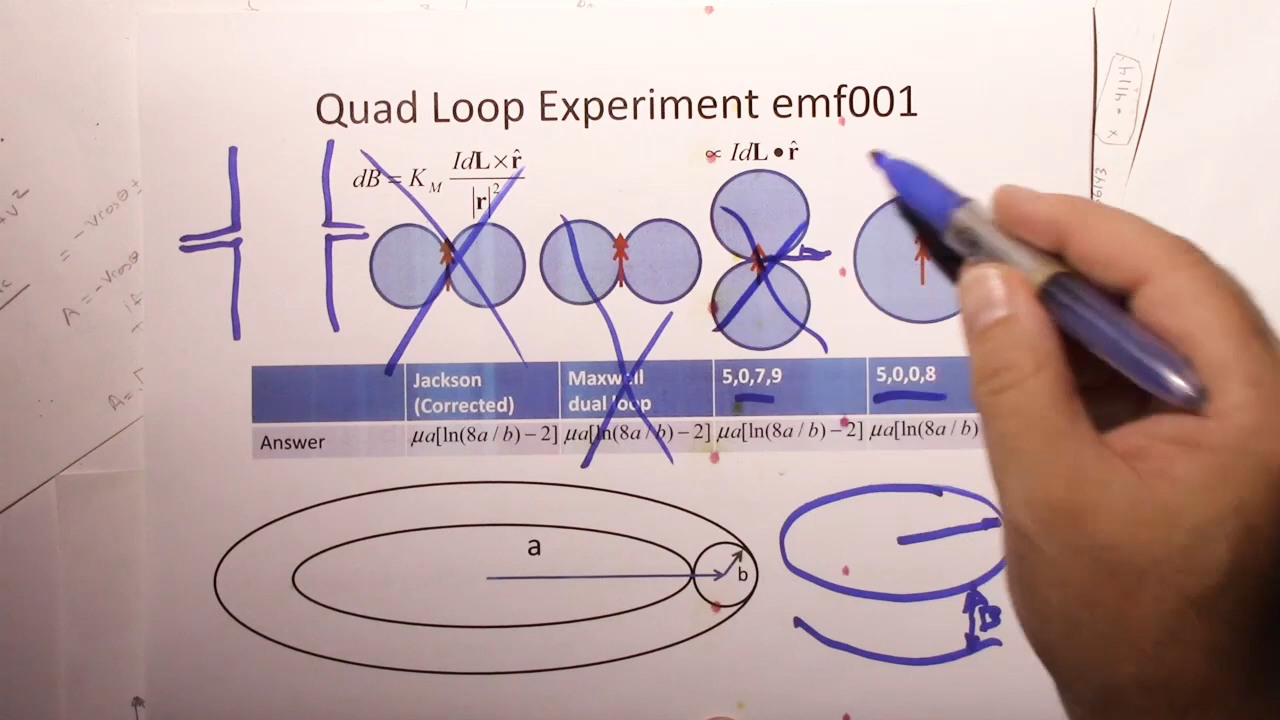 Quad Loop Experiment emf001
dB = K_M IdL×r̂ / |r|²
∝ IdL • r̂
Jackson (Corrected)
Maxwell dual loop
5,0,7,9
5,0,0,8
Answer
μa[ln(8a / b) − 2]
μa[ln(8a / b) − 2]
μa[ln(8a / b) − 2]
μa[ln(8a / b)
a
b
B
= -vcosθ
A = -vcosθ
A=